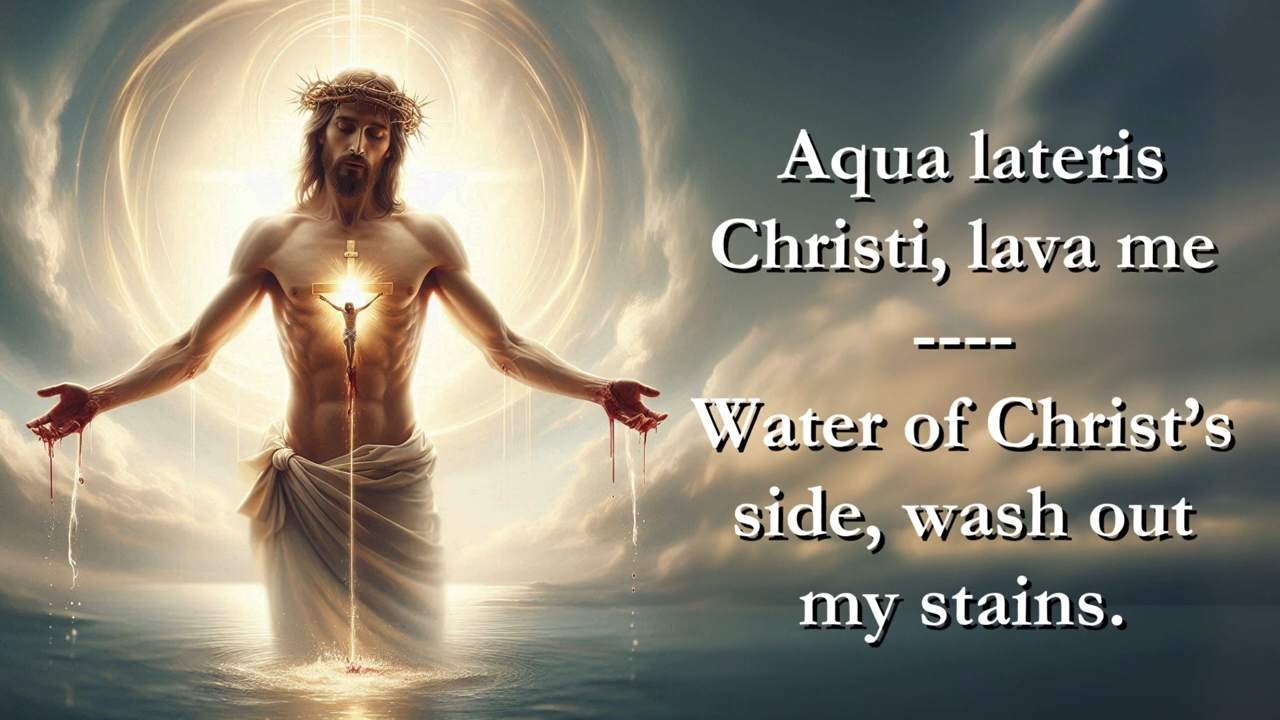 Aqua lateris
Christi, lava me
----
Water of Christ’s
side, wash out
my stains.